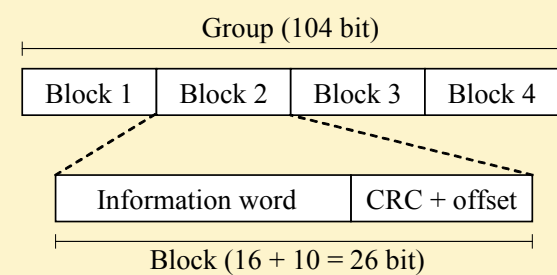 Group (104 bit)
Block 1 Block 2 Block 3 Block 4
Information word CRC + offset
Block (16 + 10 = 26 bit)